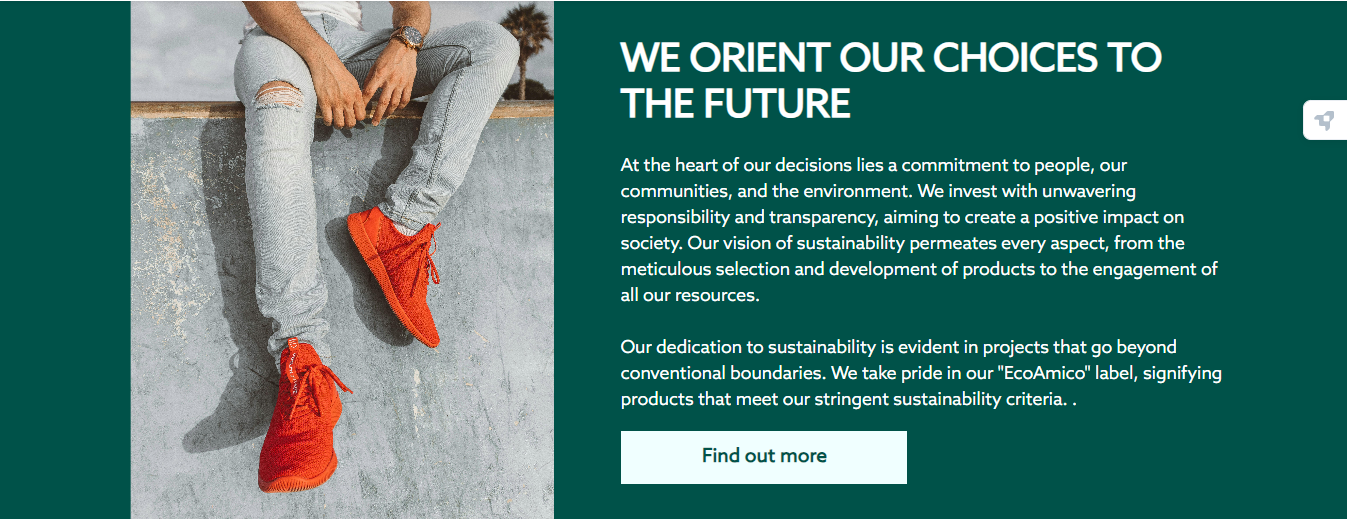 WE ORIENT OUR CHOICES TO
THE FUTURE
At the heart of our decisions lies a commitment to people, our
communities, and the environment. We invest with unwavering
responsibility and transparency, aiming to create a positive impact on
society. Our vision of sustainability permeates every aspect, from the
meticulous selection and development of products to the engagement of
all our resources.
Our dedication to sustainability is evident in projects that go beyond
conventional boundaries. We take pride in our "EcoAmico" label, signifying
products that meet our stringent sustainability criteria. .
Find out more